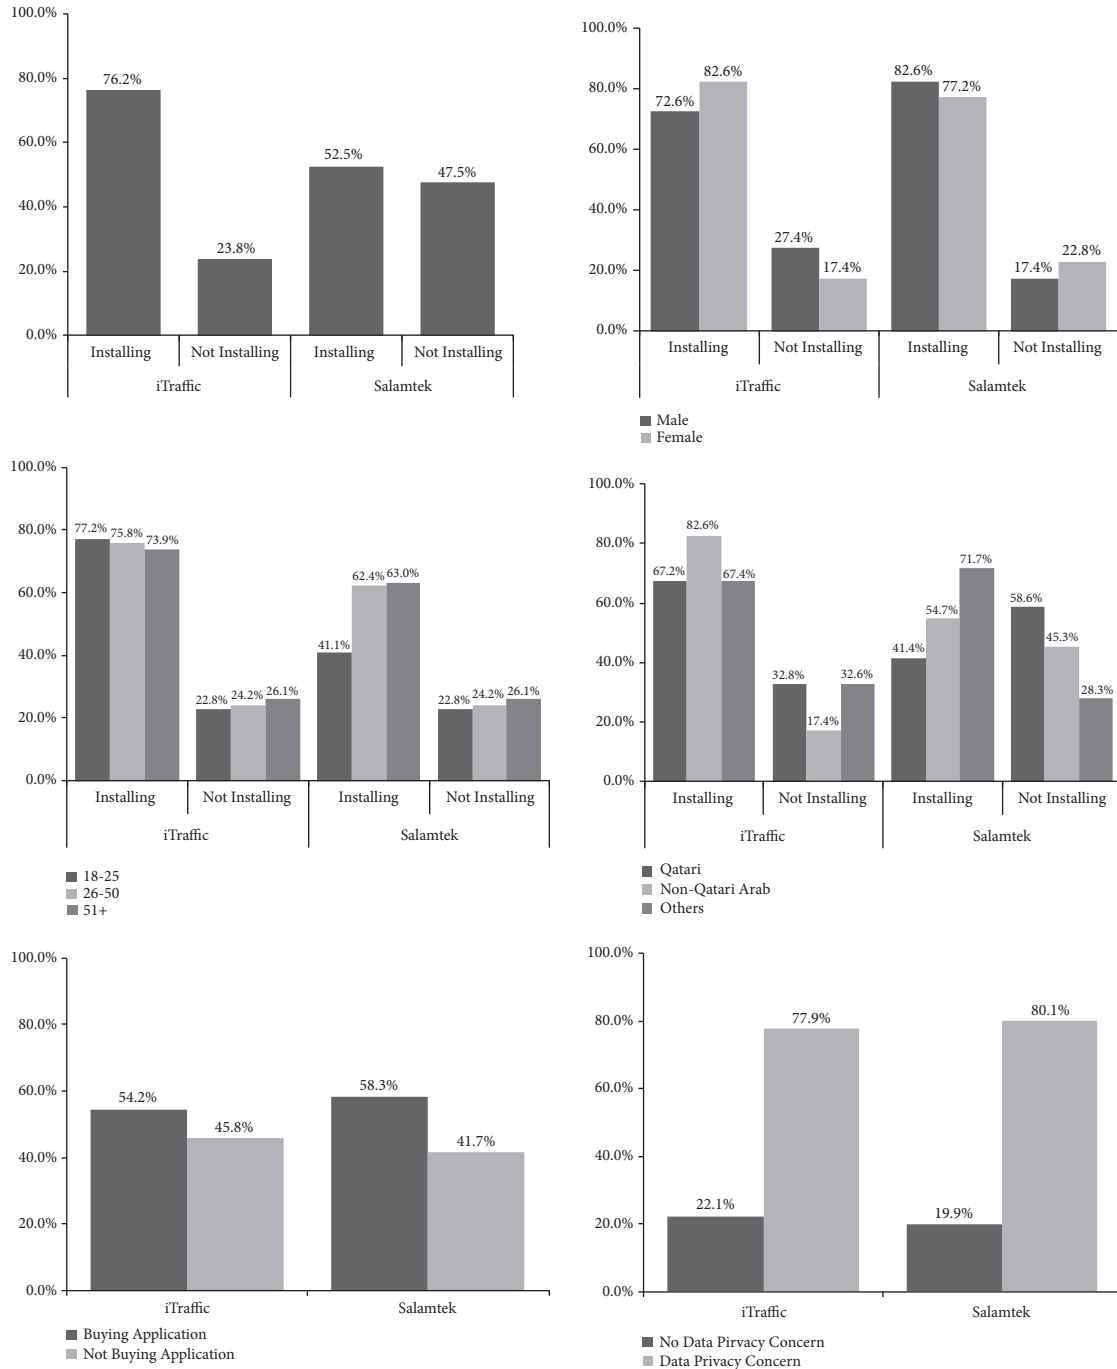 100.0%
80.0%
60.0%
40.0%
20.0%
0.0%
76.2%
23.8%
52.5%
47.5%
Installing Not Installing Installing Not Installing
iTraffic Salamtek
100.0%
80.0%
60.0%
40.0%
20.0%
0.0%
72.6% 82.6%
27.4% 17.4%
82.6% 77.2%
17.4% 22.8%
Installing Not Installing Installing Not Installing
iTraffic Salamtek
Male
Female
100.0%
80.0%
60.0%
40.0%
20.0%
0.0%
77.2% 75.8% 73.9%
22.8% 24.2% 26.1%
41.1% 62.4% 63.0%
22.8% 24.2% 26.1%
Installing Not Installing Installing Not Installing
iTraffic Salamtek
18-25
26-50
51+
100.0%
80.0%
60.0%
40.0%
20.0%
0.0%
67.2% 82.6% 67.4%
32.8% 17.4% 32.6%
41.4% 54.7% 71.7%
58.6% 45.3% 28.3%
Installing Not Installing Installing Not Installing
iTraffic Salamtek
Qatari
Non-Qatari Arab
Others
100.0%
80.0%
60.0%
40.0%
20.0%
0.0%
54.2% 45.8%
58.3% 41.7%
iTraffic Salamtek
Buying Application
Not Buying Application
100.0%
80.0%
60.0%
40.0%
20.0%
0.0%
22.1% 77.9%
19.9% 80.1%
iTraffic Salamtek
No Data Pirvacy Concern
Data Privacy Concern